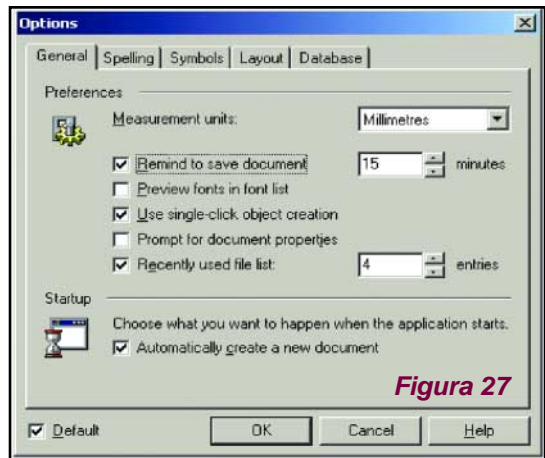 Options
General Spelling Symbols Layout Database
Preferences
Measurement units: Millimetres
Remind to save document 15 minutes
Preview fonts in font list
Use single-click object creation
Prompt for document properties
Recently used file list: 4 entries
Startup
Choose what you want to happen when the application starts.
Automatically create a new document
Figura 27
Default OK Cancel Help